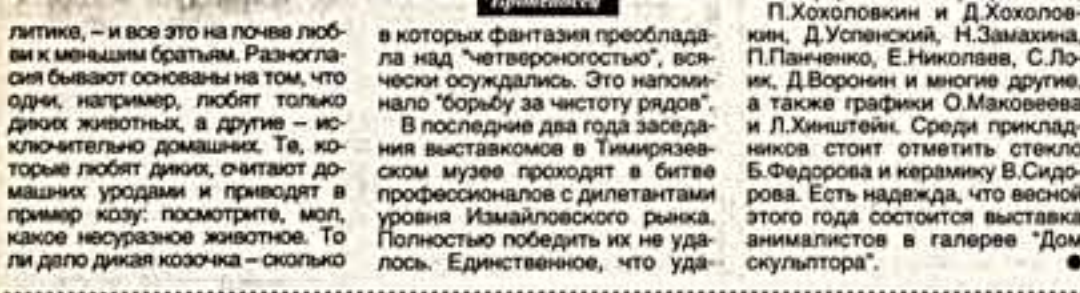 литике, – и все это на почве люб-
ви к меньшим братьям. Разногла-
сия бывают основаны на том, что
одни, например, любят только
диких животных, а другие – ис-
ключительно домашних. Те, ко-
торые любят диких, считают до-
машних уродами и приводят в
пример козу: посмотрите, мол,
какое несуразное животное. То
ли дело дикая козочка – сколько
в которых фантазия преоблада-
ла над "четвероногостью", вся-
чески осуждались. Это напоми-
нало "борьбу за чистоту рядов".
В последние два года заседа-
ния выставкомов в Тимирязев-
ском музее проходят в битве
профессионалов с дилетантами
уровня Измайловского рынка.
Полностью победить их не уда-
лось. Единственное, что уда-
П.Хохоловкин и Д.Хохолов-
кин, Д.Успенский, Н.Замахина,
П.Панченко, Е.Николаев, С.Ло-
ик, Д.Воронин и многие другие,
а также графики О.Маковеева
и Л.Хинштейн. Среди приклад-
ников стоит отметить стекло
Б.Федорова и керамику В.Сидо-
рова. Есть надежда, что весной
этого года состоится выставка
анималистов в галерее "Дом
скульптора".